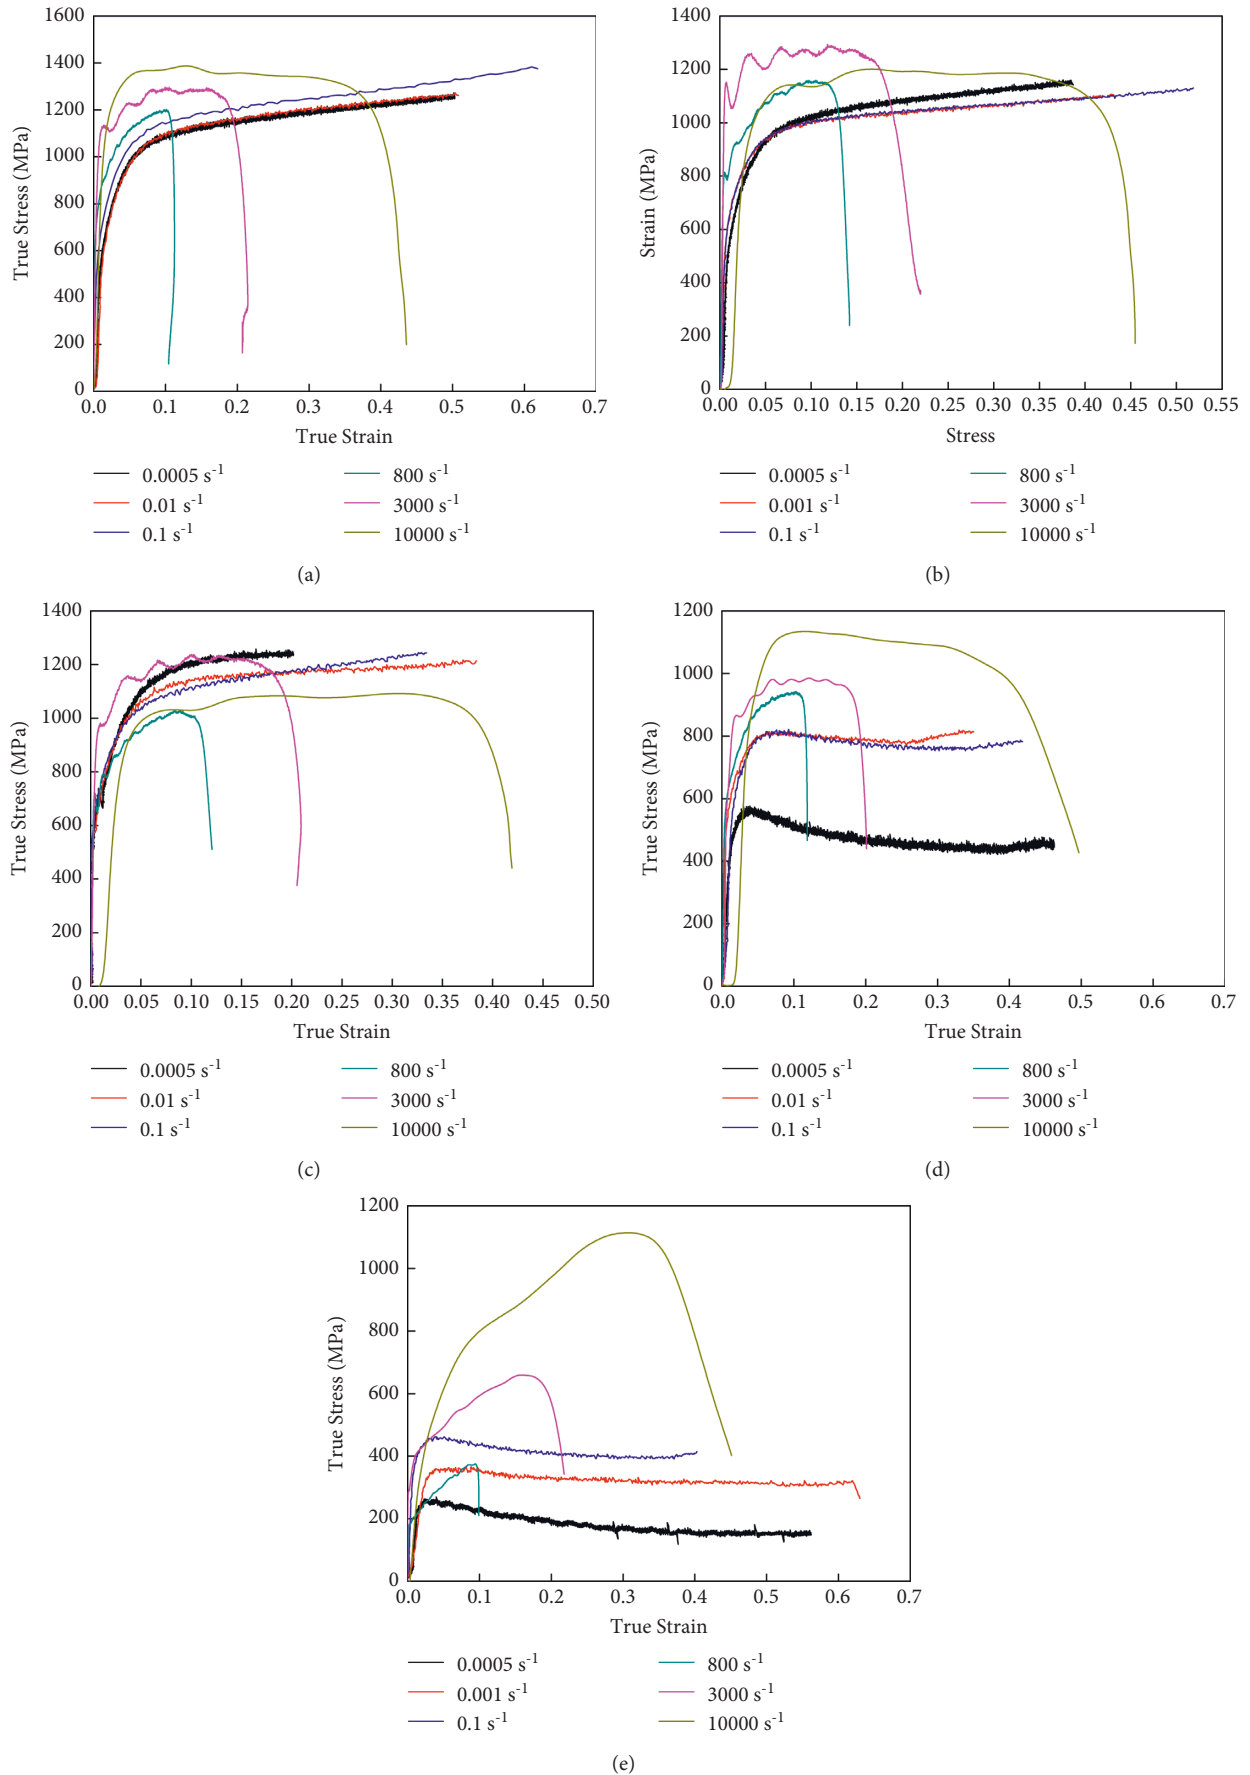 1600
1400
1200
1000
800
600
400
200
0
True Stress (MPa)
0.0 0.1 0.2 0.3 0.4 0.5 0.6 0.7
True Strain
0.0005 s-1 800 s-1
0.01 s-1 3000 s-1
0.1 s-1 10000 s-1
(a)
1400
1200
1000
800
600
400
200
0
Strain (MPa)
0.00 0.05 0.10 0.15 0.20 0.25 0.30 0.35 0.40 0.45 0.50 0.55
Stress
0.0005 s-1 800 s-1
0.001 s-1 3000 s-1
0.1 s-1 10000 s-1
(b)
1400
1200
1000
800
600
400
200
0
True Stress (MPa)
0.00 0.05 0.10 0.15 0.20 0.25 0.30 0.35 0.40 0.45 0.50
True Strain
0.0005 s-1 800 s-1
0.01 s-1 3000 s-1
0.1 s-1 10000 s-1
(c)
1200
1000
800
600
400
200
0
True Stress (MPa)
0.0 0.1 0.2 0.3 0.4 0.5 0.6 0.7
True Strain
0.0005 s-1 800 s-1
0.01 s-1 3000 s-1
0.1 s-1 10000 s-1
(d)
1200
1000
800
600
400
200
0
True Stress (MPa)
0.0 0.1 0.2 0.3 0.4 0.5 0.6 0.7
True Strain
0.0005 s-1 800 s-1
0.001 s-1 3000 s-1
0.1 s-1 10000 s-1
(e)